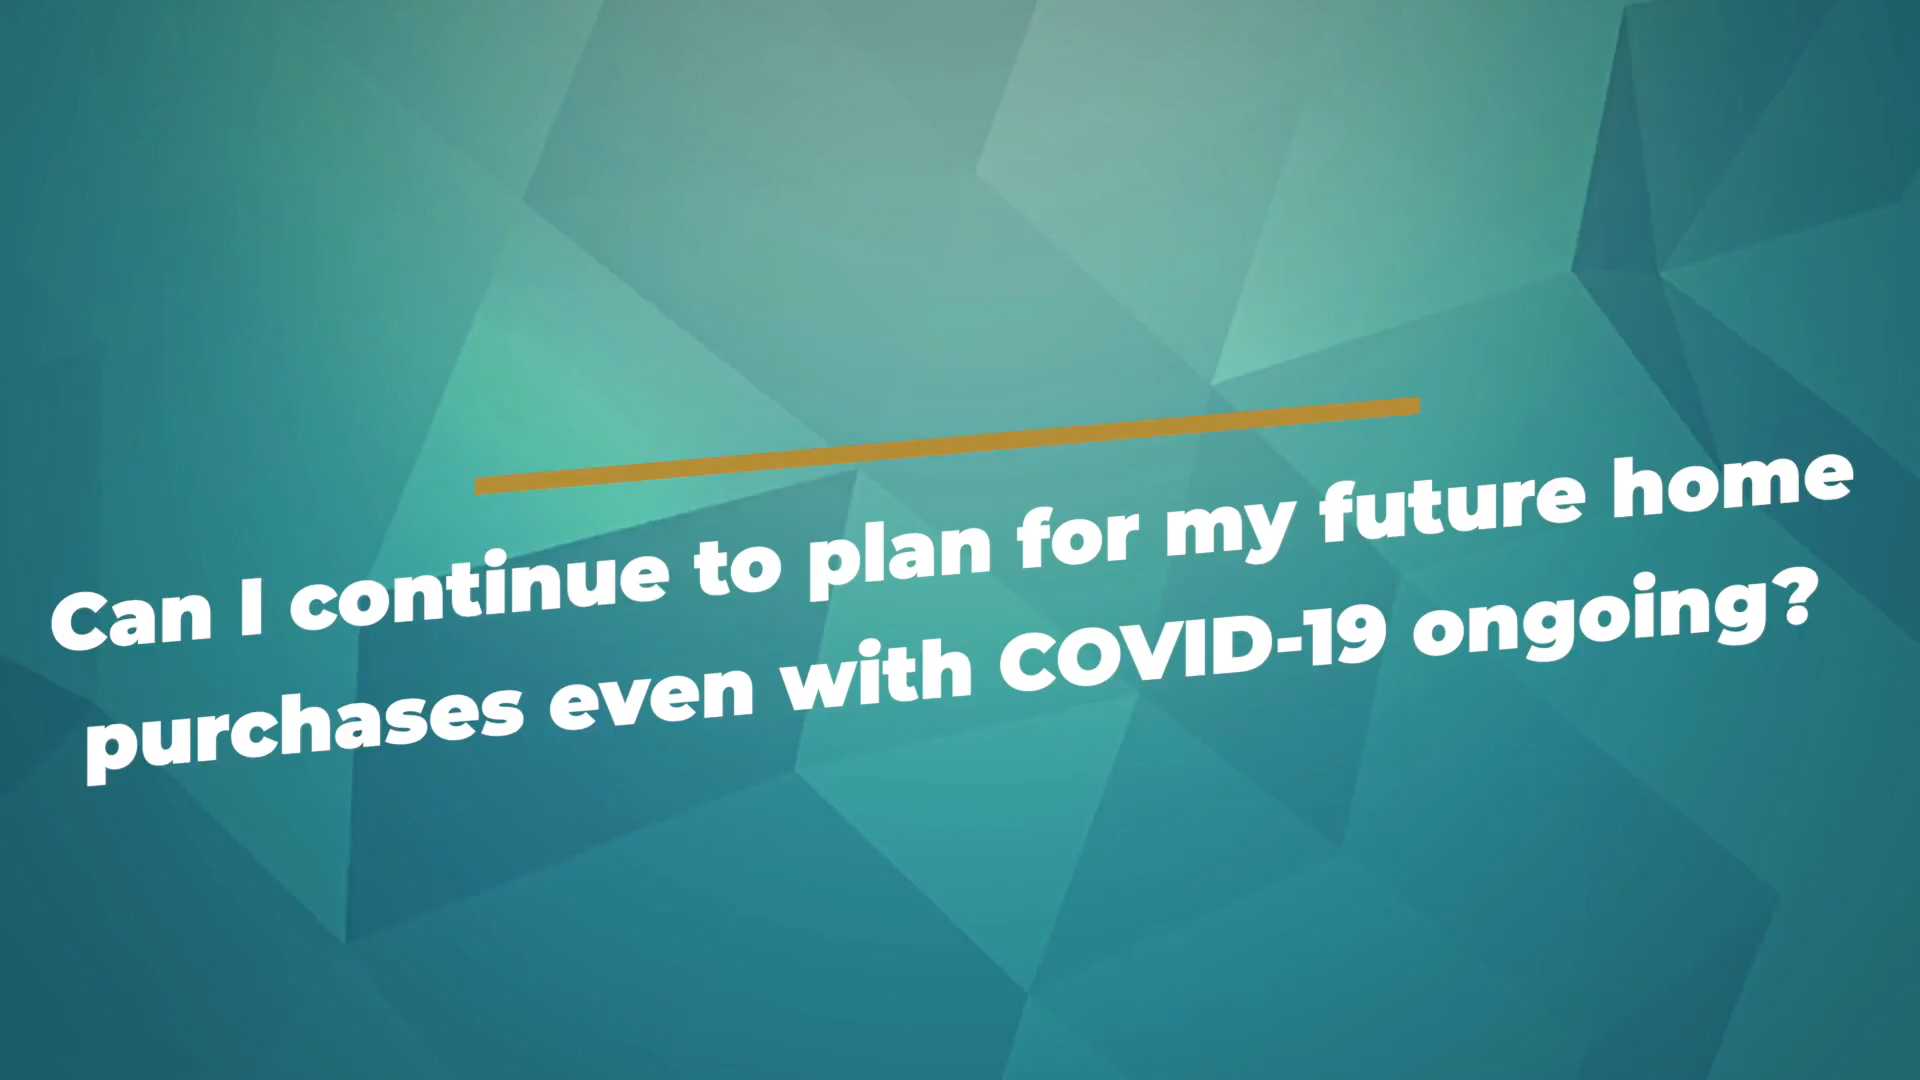 Can I continue to plan for my future home
purchases even with COVID-19 ongoing?